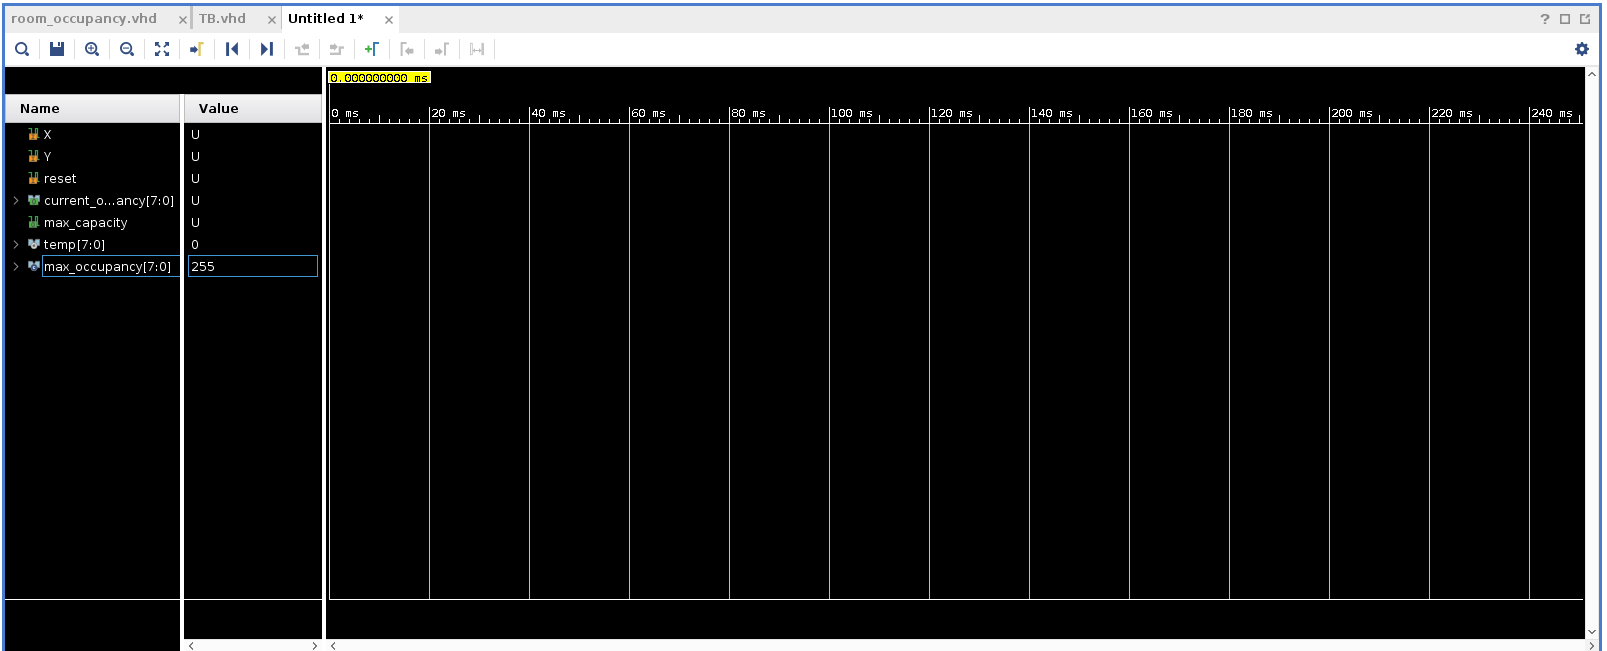 room_occupancy.vhd × TB.vhd × Untitled 1* ×
?
0.000000000 ms
Name Value
0 ms 20 ms 40 ms 60 ms 80 ms 100 ms 120 ms 140 ms 160 ms 180 ms 200 ms 220 ms 240 ms
X U
Y U
reset U
current_o...ancy[7:0] U
max_capacity U
temp[7:0] 0
max_occupancy[7:0] 255